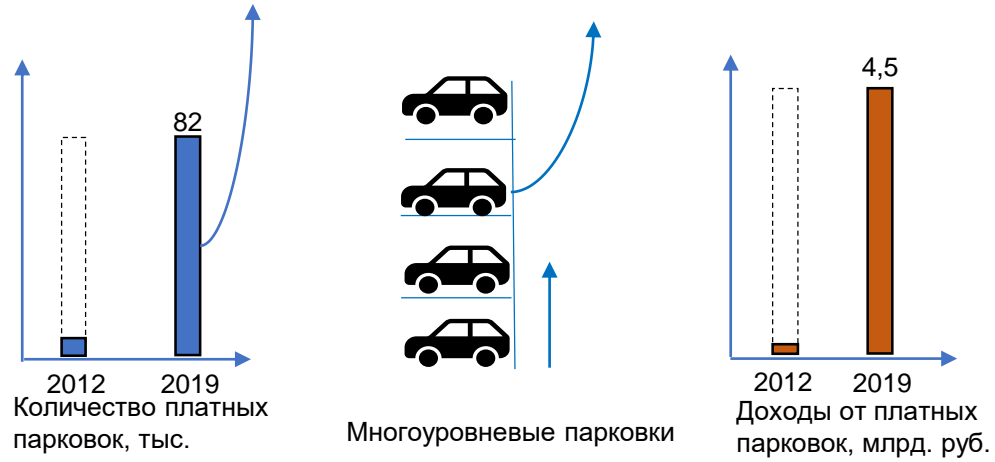 82
2012
2019
Количество платных
парковок, тыс.
Многоуровневые парковки
4,5
2012
2019
Доходы от платных
парковок, млрд. руб.